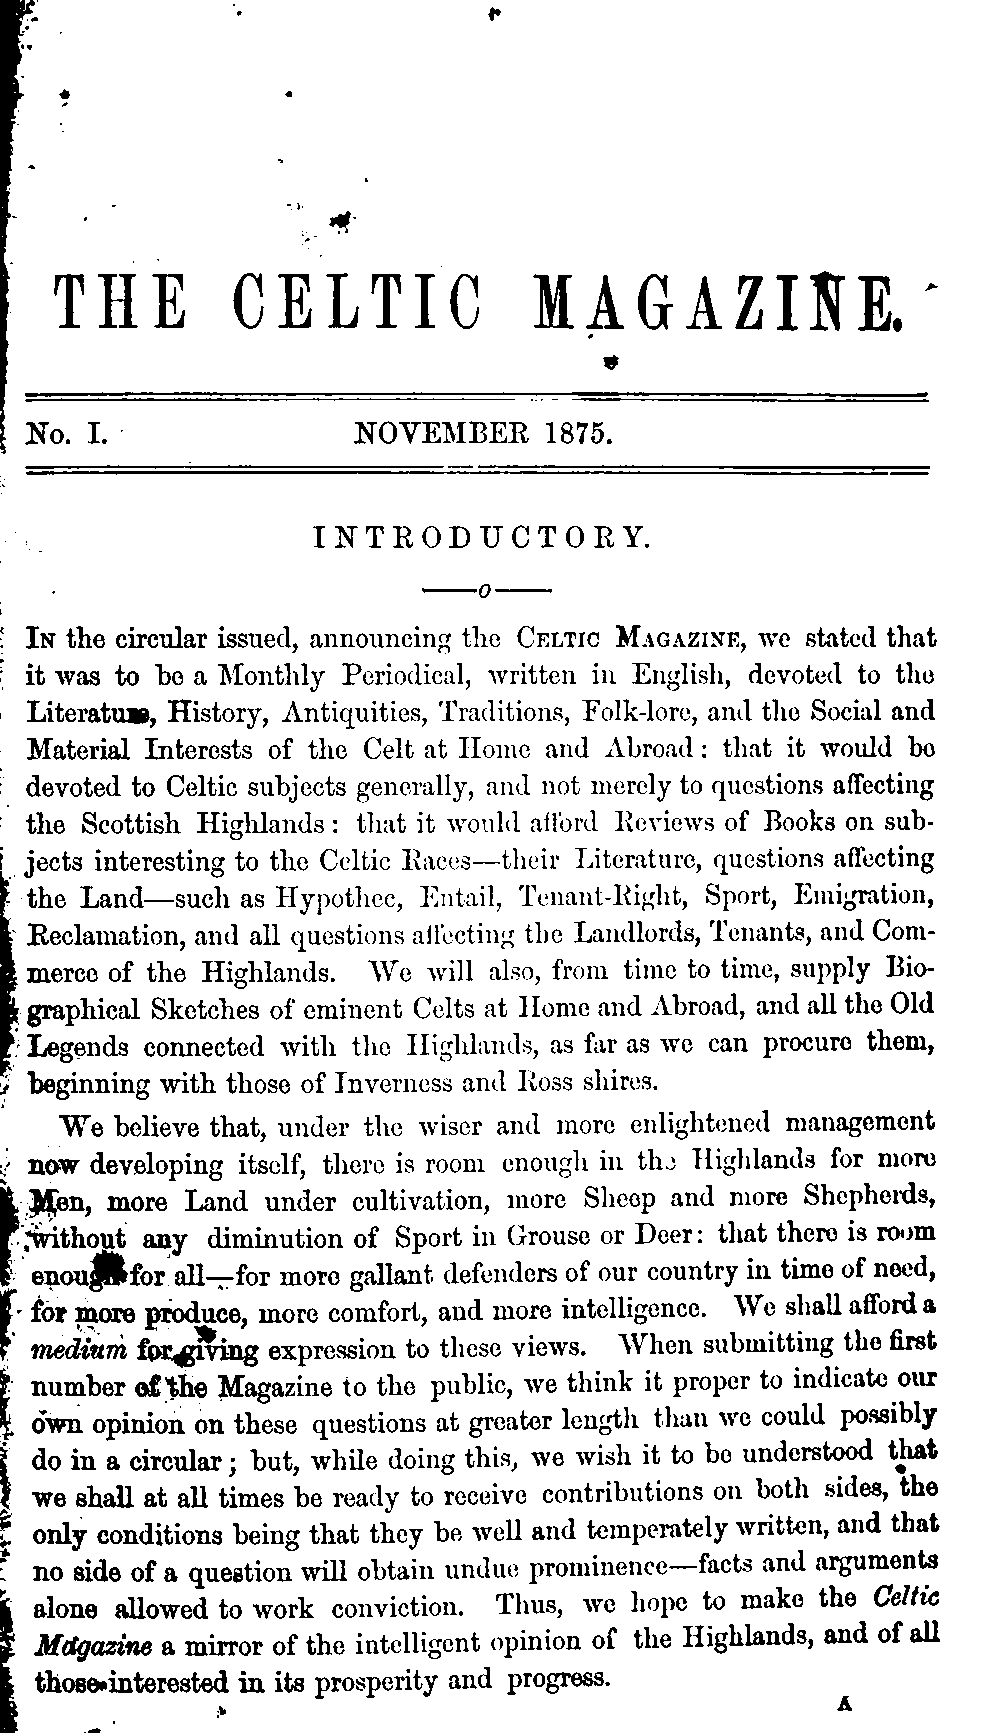 THE CELTIC MAGAZINE.
No. I. NOVEMBER 1875.
INTRODUCTORY.
——o——
IN the circular issued, announcing the CELTIC MAGAZINE, we stated that
it was to be a Monthly Periodical, written in English, devoted to the
Literature, History, Antiquities, Traditions, Folk-lore, and the Social and
Material Interests of the Celt at Home and Abroad: that it would be
devoted to Celtic subjects generally, and not merely to questions affecting
the Scottish Highlands: that it would afford Reviews of Books on sub-
jects interesting to the Celtic Races—their Literature, questions affecting
the Land—such as Hypothec, Entail, Tenant-Right, Sport, Emigration,
Reclamation, and all questions affecting the Landlords, Tenants, and Com-
merce of the Highlands. We will also, from time to time, supply Bio-
graphical Sketches of eminent Celts at Home and Abroad, and all the Old
Legends connected with the Highlands, as far as we can procure them,
beginning with those of Inverness and Ross shires.
We believe that, under the wiser and more enlightened management
now developing itself, there is room enough in the Highlands for more
Men, more Land under cultivation, more Sheep and more Shepherds,
without any diminution of Sport in Grouse or Deer: that there is room
enough for all—for more gallant defenders of our country in time of need,
for more produce, more comfort, and more intelligence. We shall afford a
medium for giving expression to these views. When submitting the first
number of the Magazine to the public, we think it proper to indicate our
own opinion on these questions at greater length than we could possibly
do in a circular; but, while doing this, we wish it to be understood that
we shall at all times be ready to receive contributions on both sides, the
only conditions being that they be well and temperately written, and that
no side of a question will obtain undue prominence—facts and arguments
alone allowed to work conviction. Thus, we hope to make the Celtic
Magazine a mirror of the intelligent opinion of the Highlands, and of all
those interested in its prosperity and progress.
A